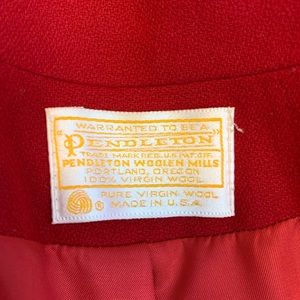 WARRANTED TO BE A
"PENDLETON"
TRADE MARK REG. U.S. PAT. OFF.
PENDLETON WOOLEN MILLS
PORTLAND, OREGON
100% VIRGIN WOOL
® PURE VIRGIN WOOL
MADE IN U.S.A.